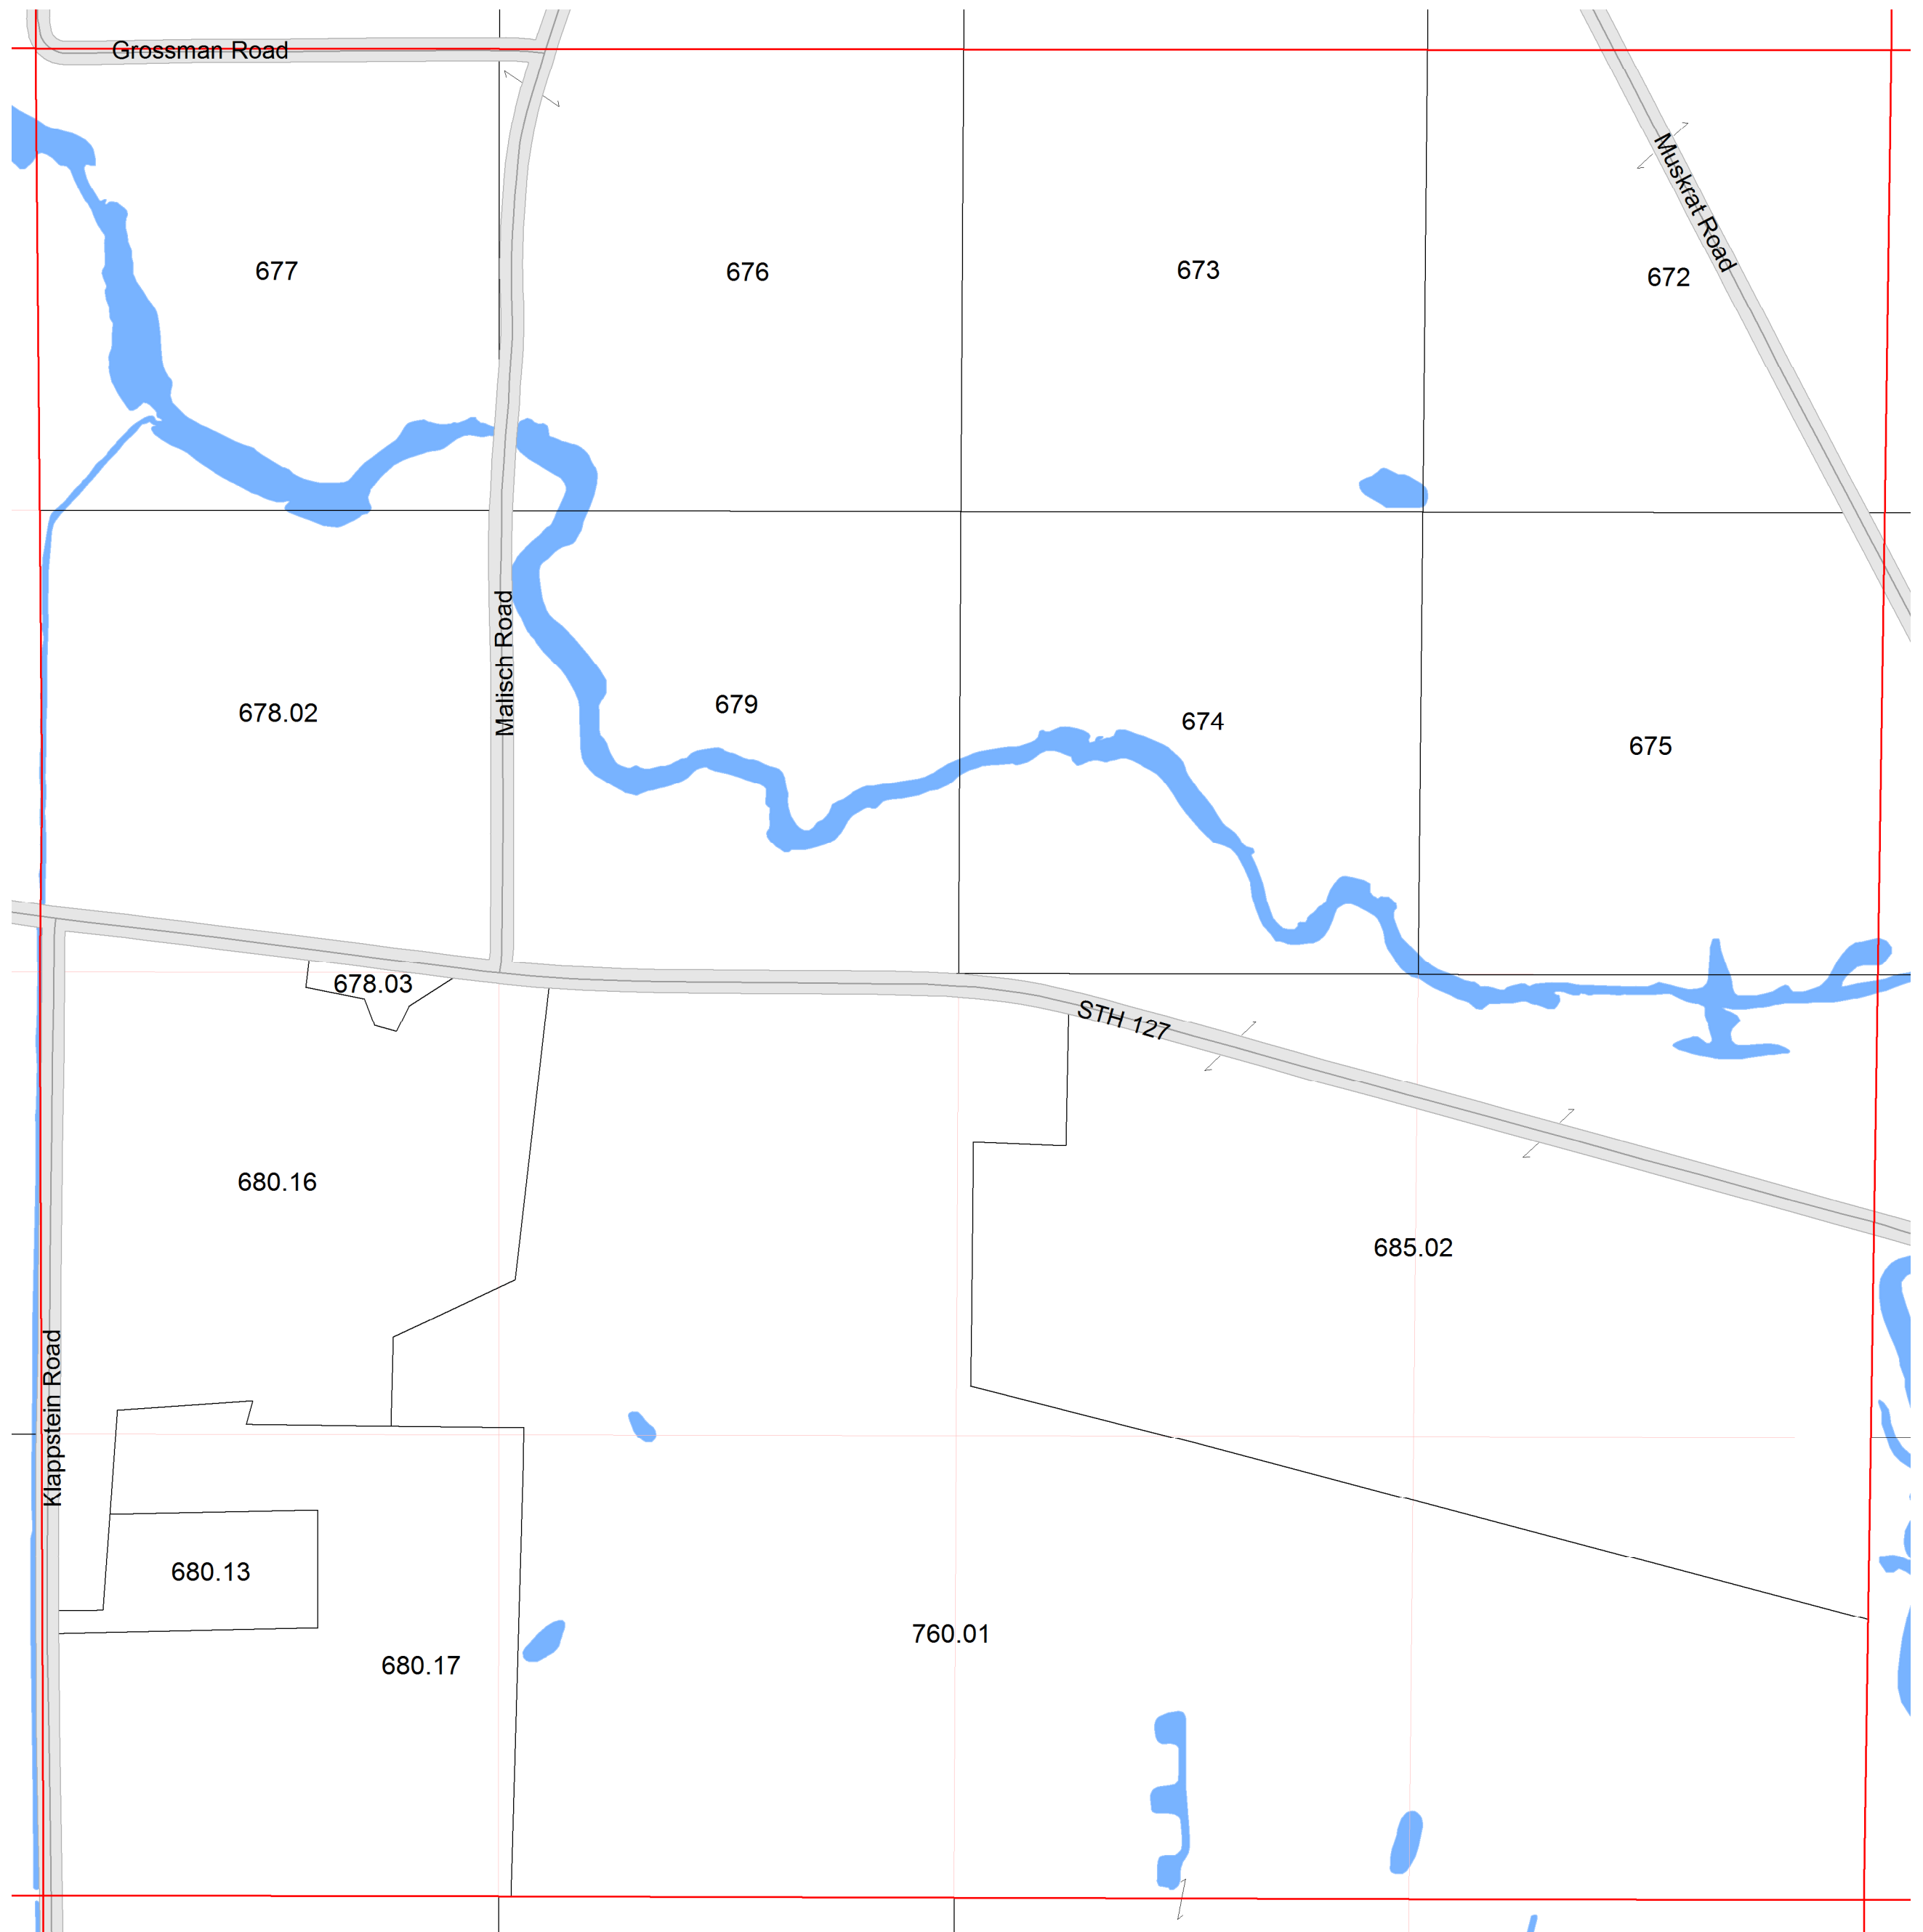 Grossman Road
Muskrat Road
677
676
673
672
Malisch Road
678.02
679
674
675
678.03
STH 127
680.16
685.02
Klappstein Road
680.13
760.01
680.17